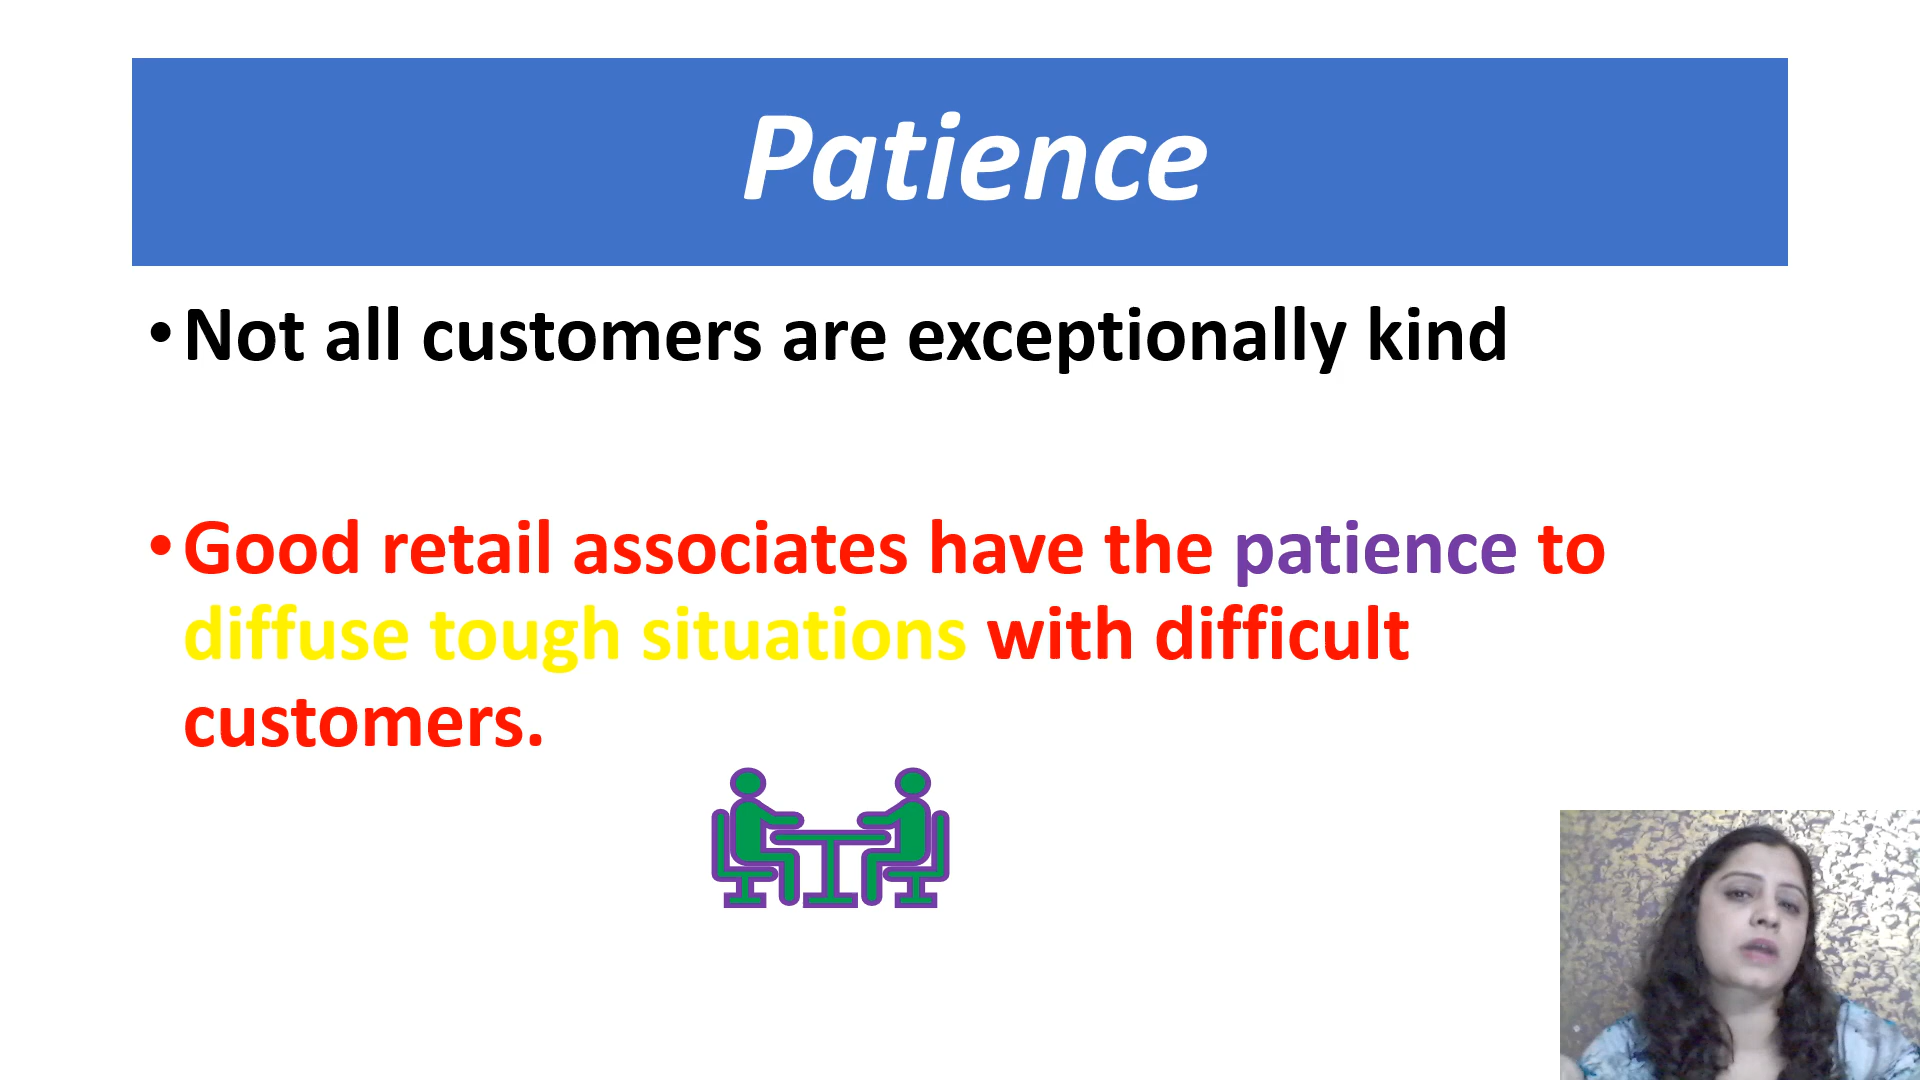 Patience
•Not all customers are exceptionally kind
•Good retail associates have the patience to
diffuse tough situations with difficult
customers.